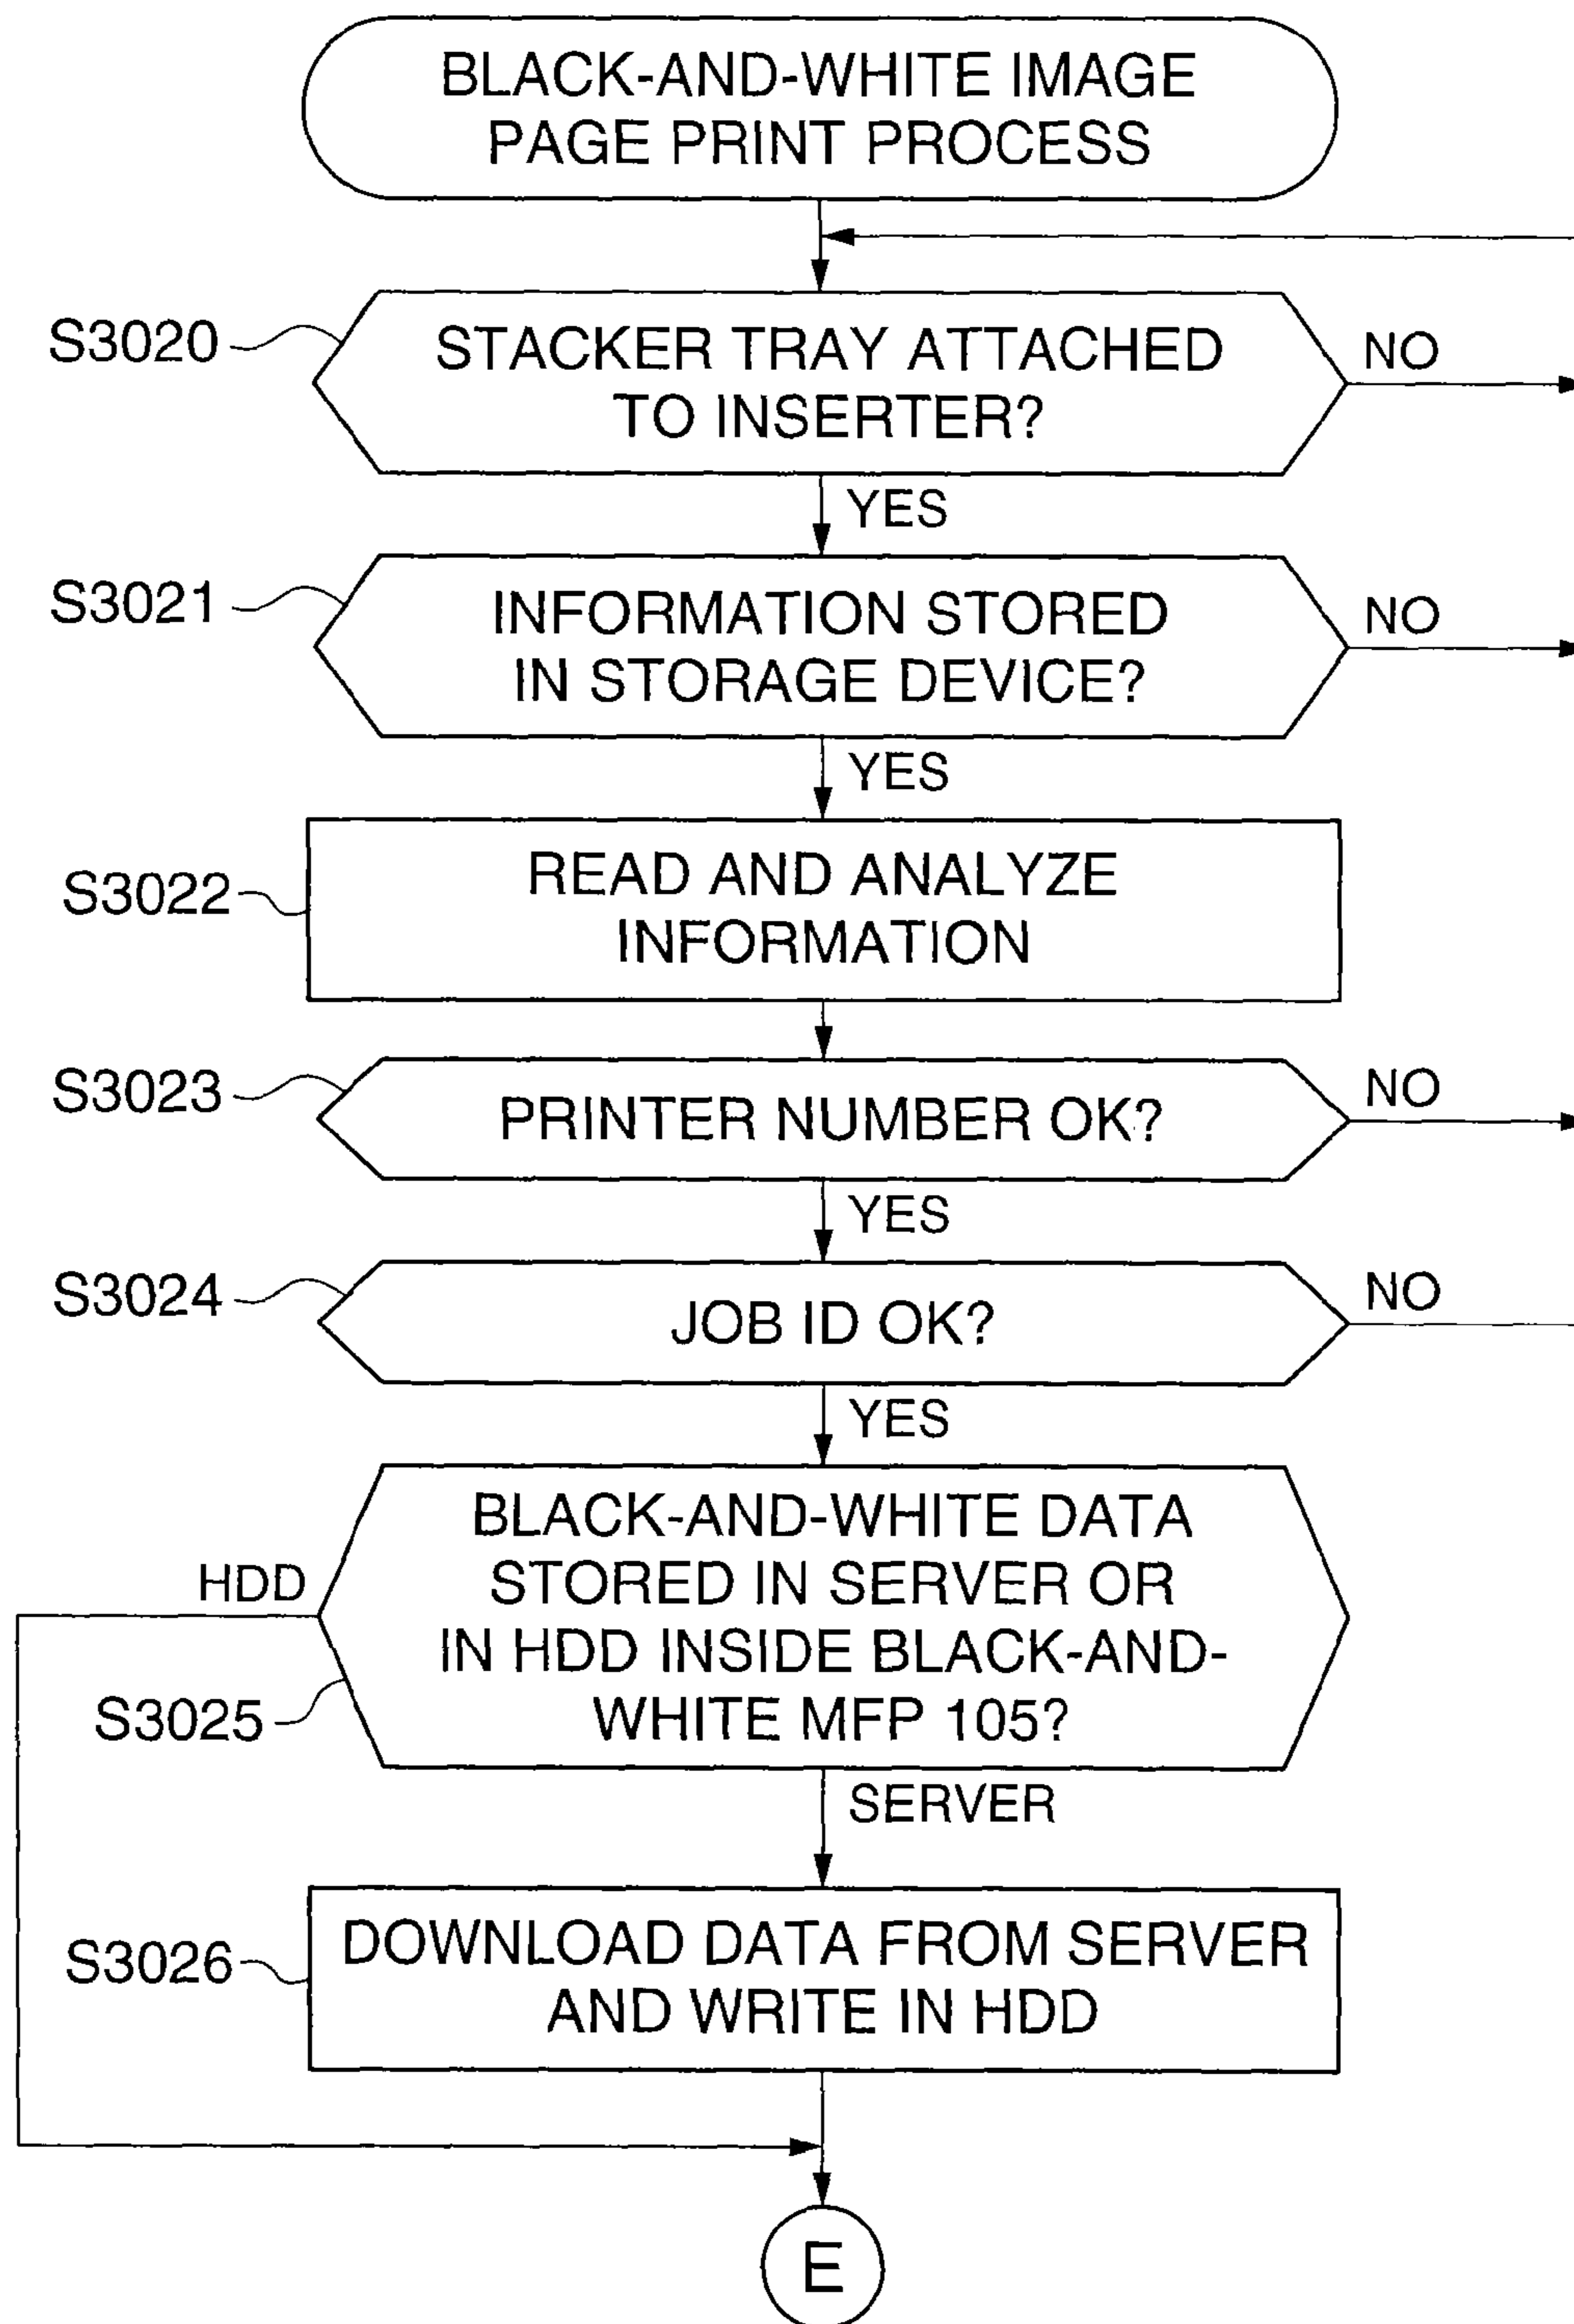 BLACK-AND-WHITE IMAGE
PAGE PRINT PROCESS
S3020
STACKER TRAY ATTACHED
TO INSERTER?
NO
YES
S3021
INFORMATION STORED
IN STORAGE DEVICE?
NO
YES
S3022
READ AND ANALYZE
INFORMATION
S3023
PRINTER NUMBER OK?
NO
YES
S3024
JOB ID OK?
NO
YES
BLACK-AND-WHITE DATA
STORED IN SERVER OR
IN HDD INSIDE BLACK-AND-
WHITE MFP 105?
HDD
S3025
SERVER
S3026
DOWNLOAD DATA FROM SERVER
AND WRITE IN HDD
E